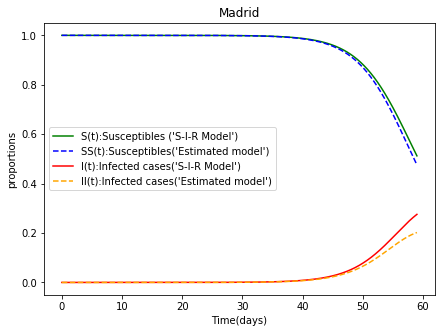 Madrid
1.0
0.8
0.6
0.4
0.2
0.0
proportions
S(t):Susceptibles ('S-I-R Model')
SS(t):Susceptibles('Estimated model')
I(t):Infected cases('S-I-R Model')
II(t):Infected cases('Estimated model')
0 10 20 30 40 50 60
Time(days)